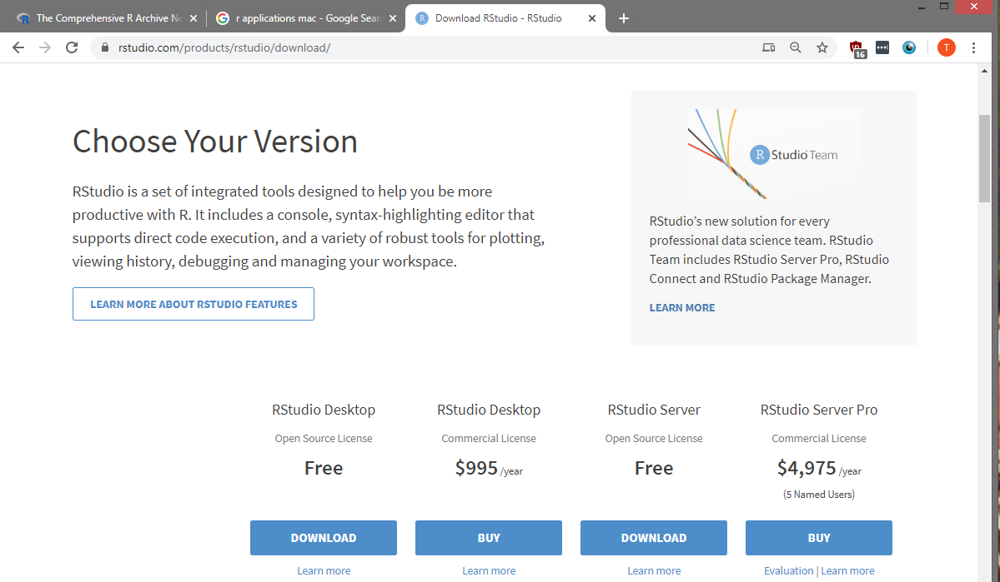 The Comprehensive R Archive Ne
r applications mac - Google Sear
Download RStudio - RStudio
rstudio.com/products/rstudio/download/
16
T
Choose Your Version
RStudio is a set of integrated tools designed to help you be more
productive with R. It includes a console, syntax-highlighting editor that
supports direct code execution, and a variety of robust tools for plotting,
viewing history, debugging and managing your workspace.
LEARN MORE ABOUT RSTUDIO FEATURES
R Studio Team
RStudio’s new solution for every
professional data science team. RStudio
Team includes RStudio Server Pro, RStudio
Connect and RStudio Package Manager.
LEARN MORE
RStudio Desktop
Open Source License
Free
DOWNLOAD
Learn more
RStudio Desktop
Commercial License
$995 /year
BUY
Learn more
RStudio Server
Open Source License
Free
DOWNLOAD
Learn more
RStudio Server Pro
Commercial License
$4,975 /year
(5 Named Users)
BUY
Evaluation | Learn more